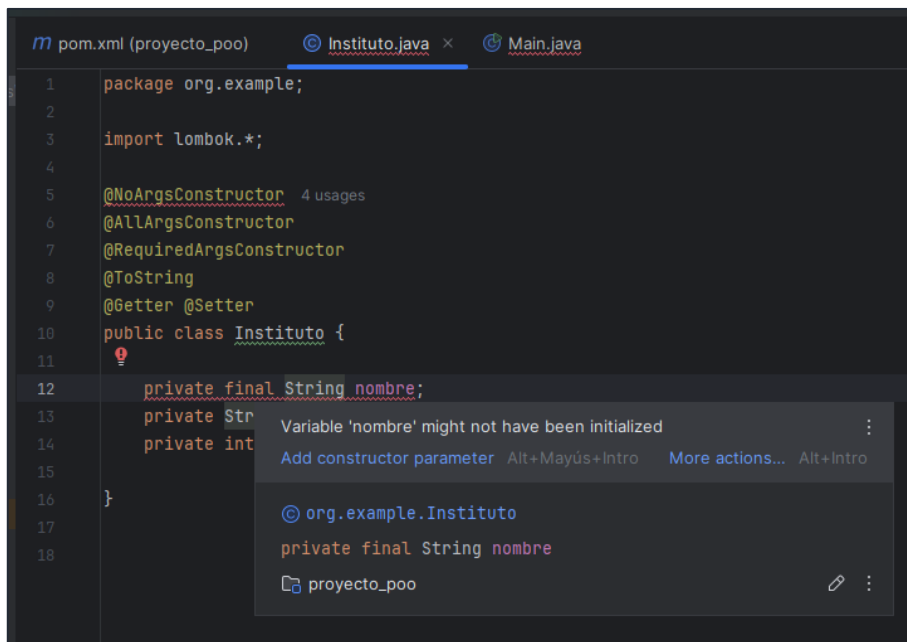 m pom.xml (proyecto_poo) © Instituto.java × © Main.java
1 package org.example;
2
3 import lombok.*;
4
5 @NoArgsConstructor 4 usages
6 @AllArgsConstructor
7 @RequiredArgsConstructor
8 @ToString
9 @Getter @Setter
10 public class Instituto {
11
12 private final String nombre;
13 private Str
14 private int
15
16 }
17
18
Variable 'nombre' might not have been initialized
Add constructor parameter Alt+Mayús+Intro More actions... Alt+Intro
© org.example.Instituto
private final String nombre
proyecto_poo